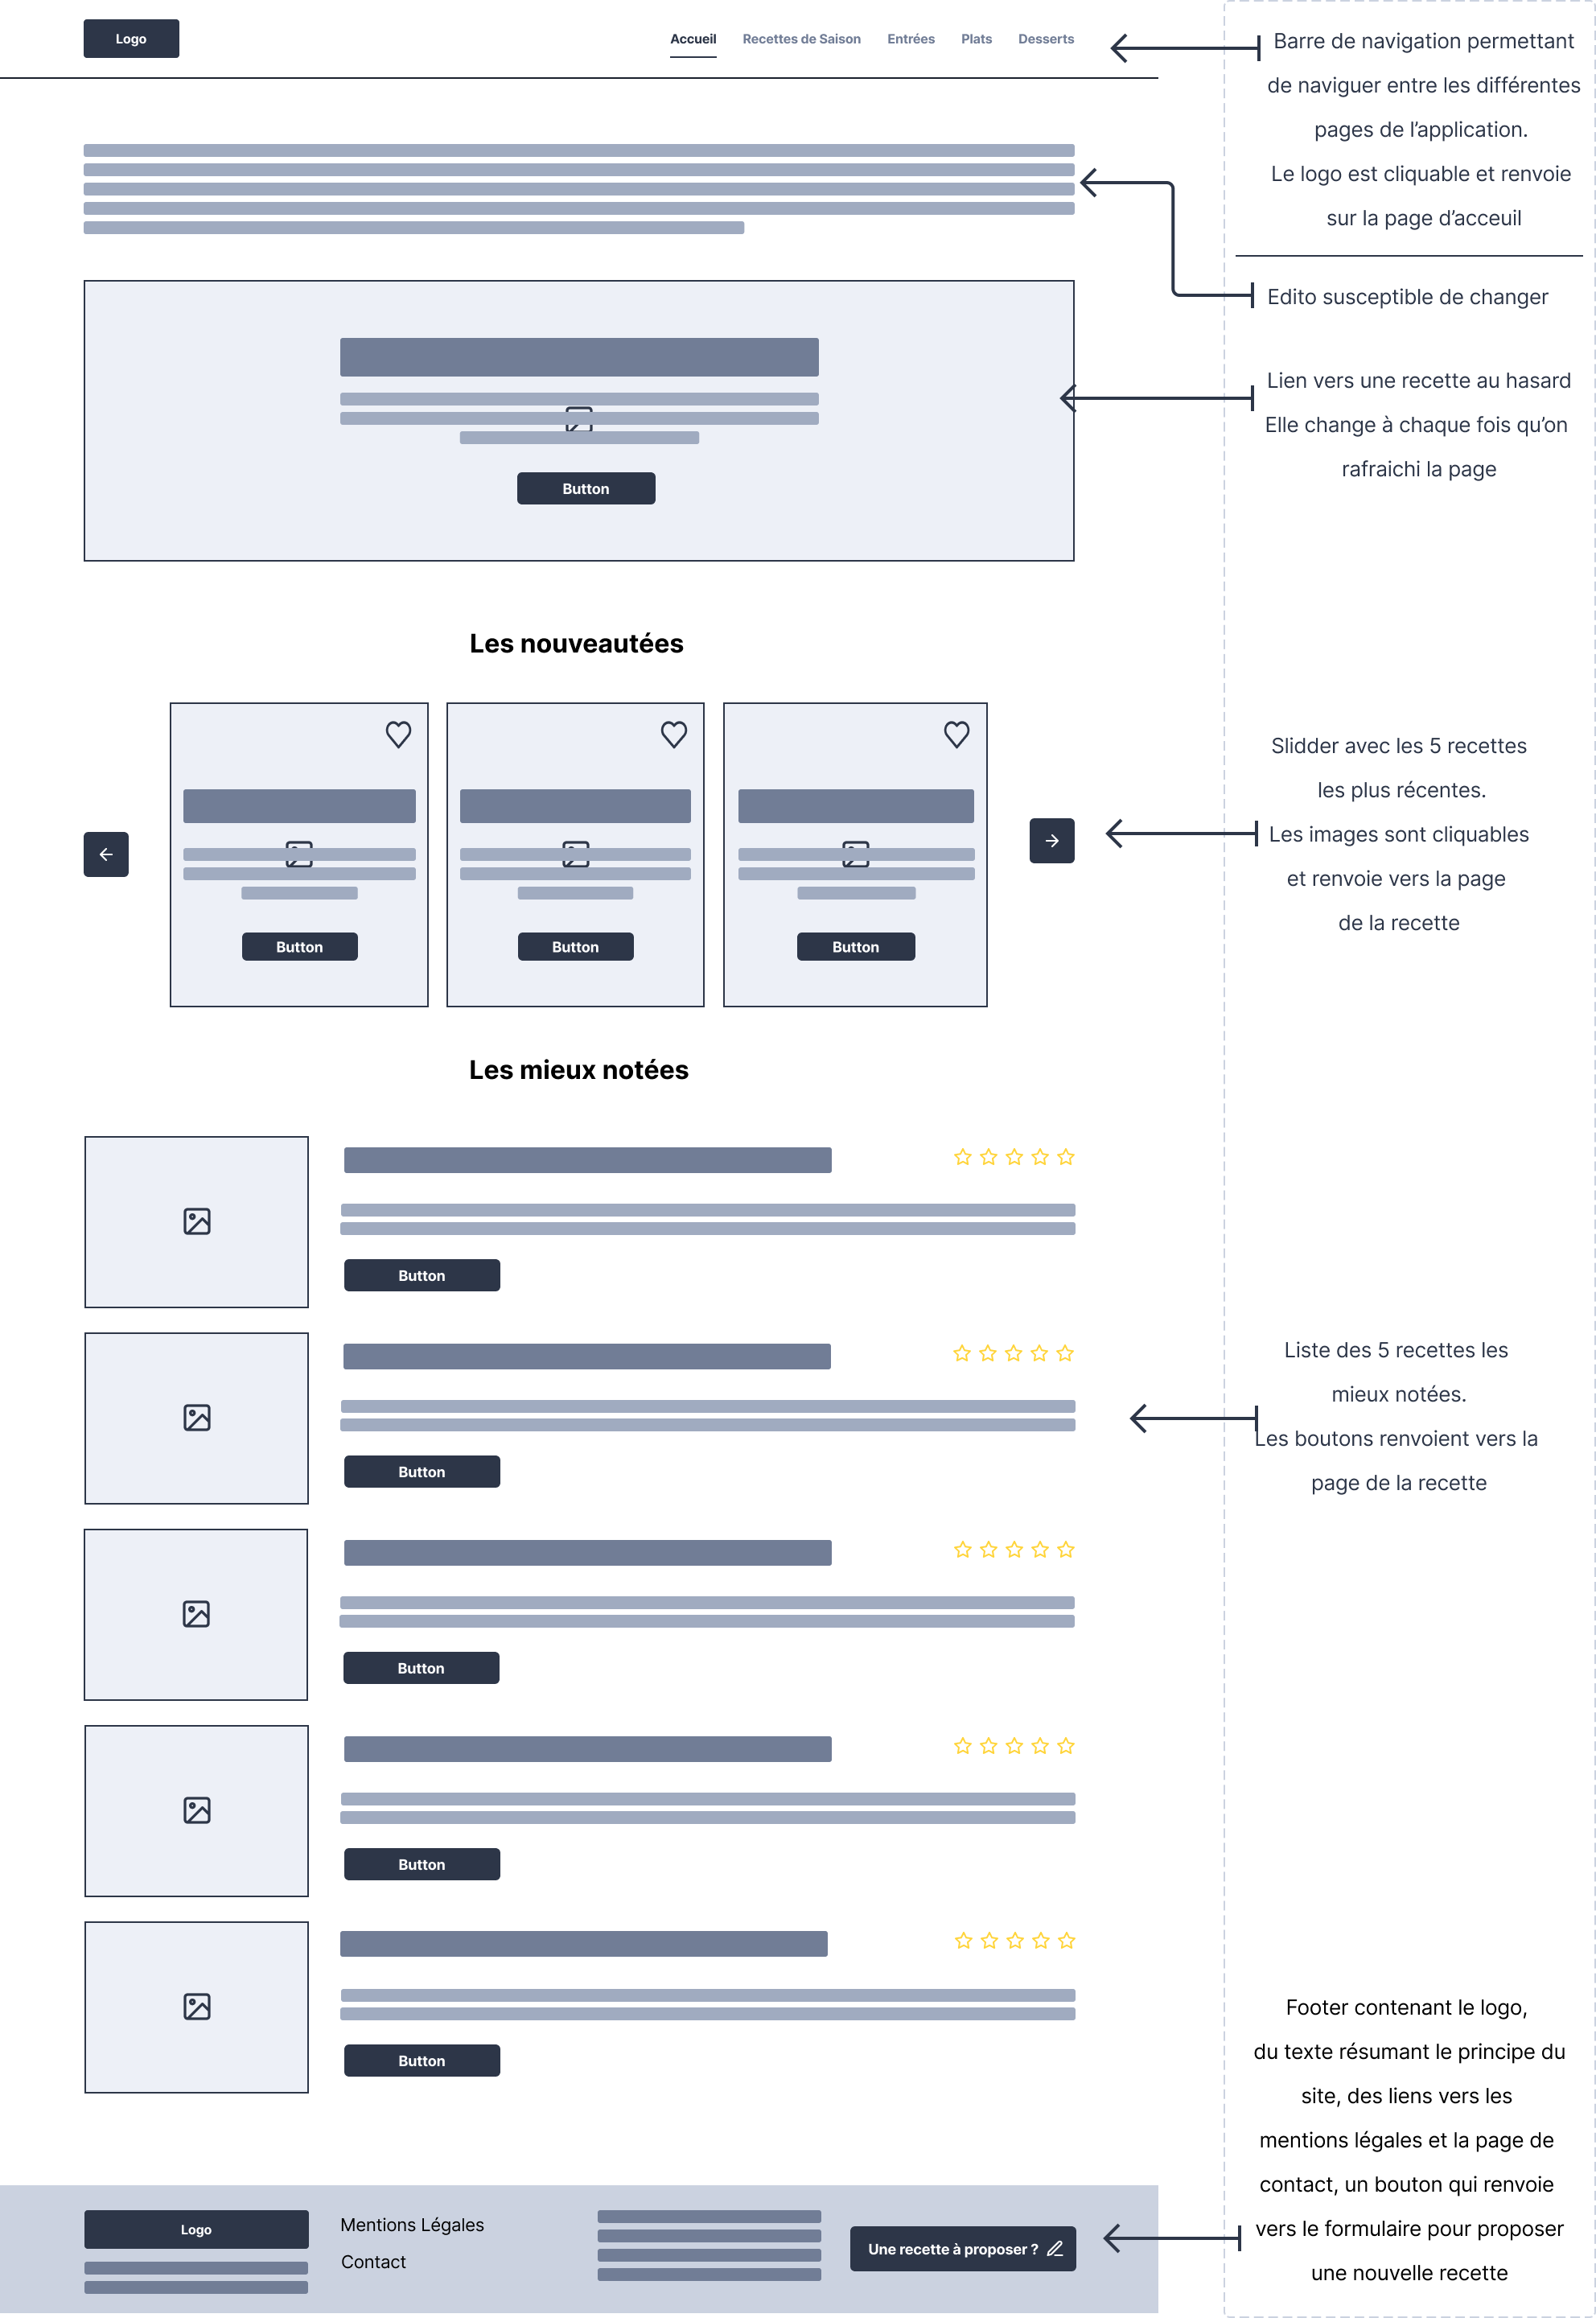 Logo
Accueil
Recettes de Saison
Entrées
Plats
Desserts
Barre de navigation permettant
de naviguer entre les différentes
pages de l’application.
Le logo est cliquable et renvoie
sur la page d’acceuil
Edito susceptible de changer
Lien vers une recette au hasard
Elle change à chaque fois qu’on
rafraichi la page
Button
Les nouveautées
Button
Button
Button
Slidder avec les 5 recettes
les plus récentes.
Les images sont cliquables
et renvoie vers la page
de la recette
Les mieux notées
Button
Button
Button
Button
Button
Liste des 5 recettes les
mieux notées.
Les boutons renvoient vers la
page de la recette
Logo
Mentions Légales
Contact
Une recette à proposer ?
Footer contenant le logo,
du texte résumant le principe du
site, des liens vers les
mentions légales et la page de
contact, un bouton qui renvoie
vers le formulaire pour proposer
une nouvelle recette